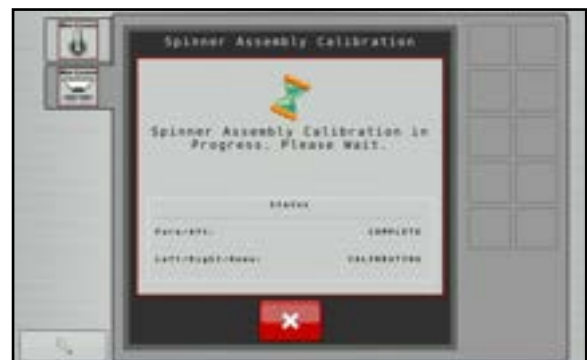 Spinner Assembly Calibration
Spinner Assembly Calibration in
Progress. Please Wait.
Status
Fore/Aft: COMPLETE
Left/Right/Home: CALIBRATING